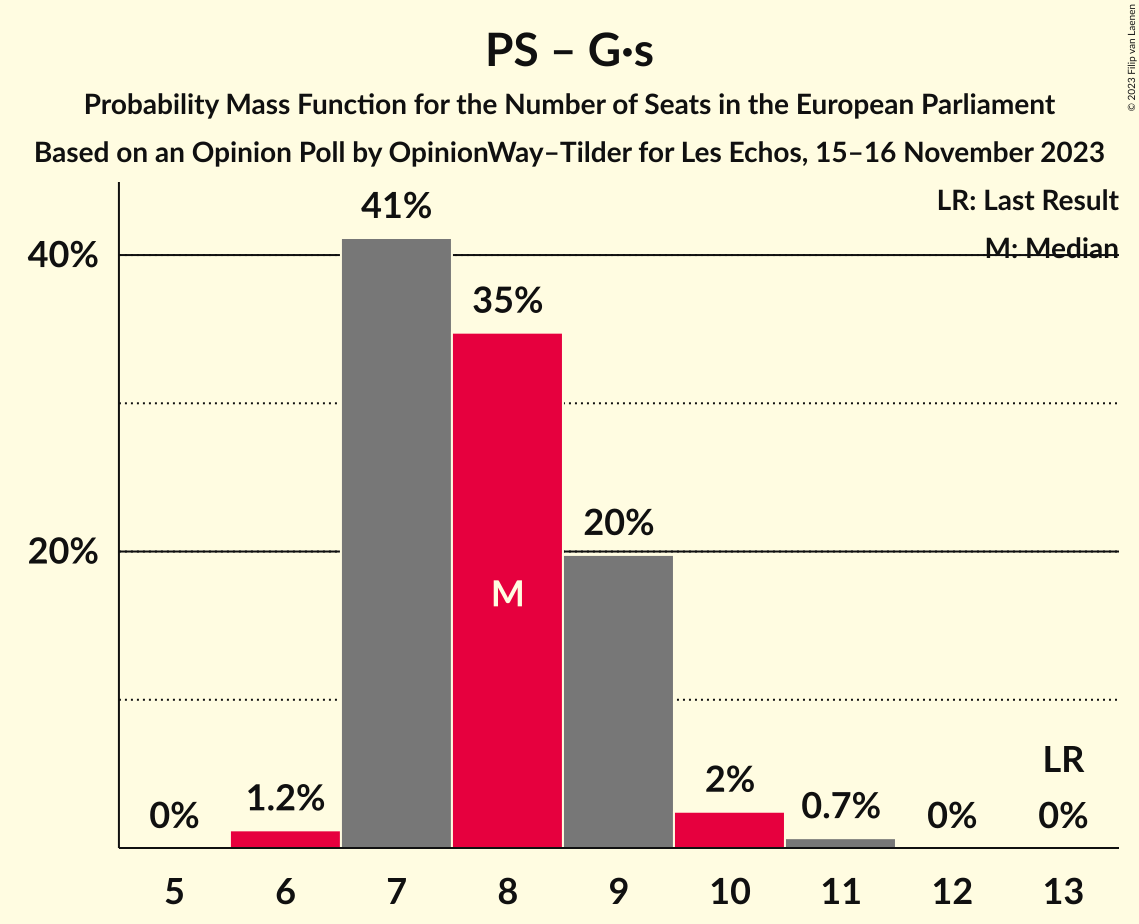 PS – G•s
Probability Mass Function for the Number of Seats in the European Parliament
Based on an Opinion Poll by OpinionWay–Tilder for Les Echos, 15–16 November 2023
© 2023 Filip van Laenen
LR: Last Result
M: Median
40%
20%
0%
1.2%
41%
35%
M
20%
2%
0.7%
0%
LR
0%
5 6 7 8 9 10 11 12 13